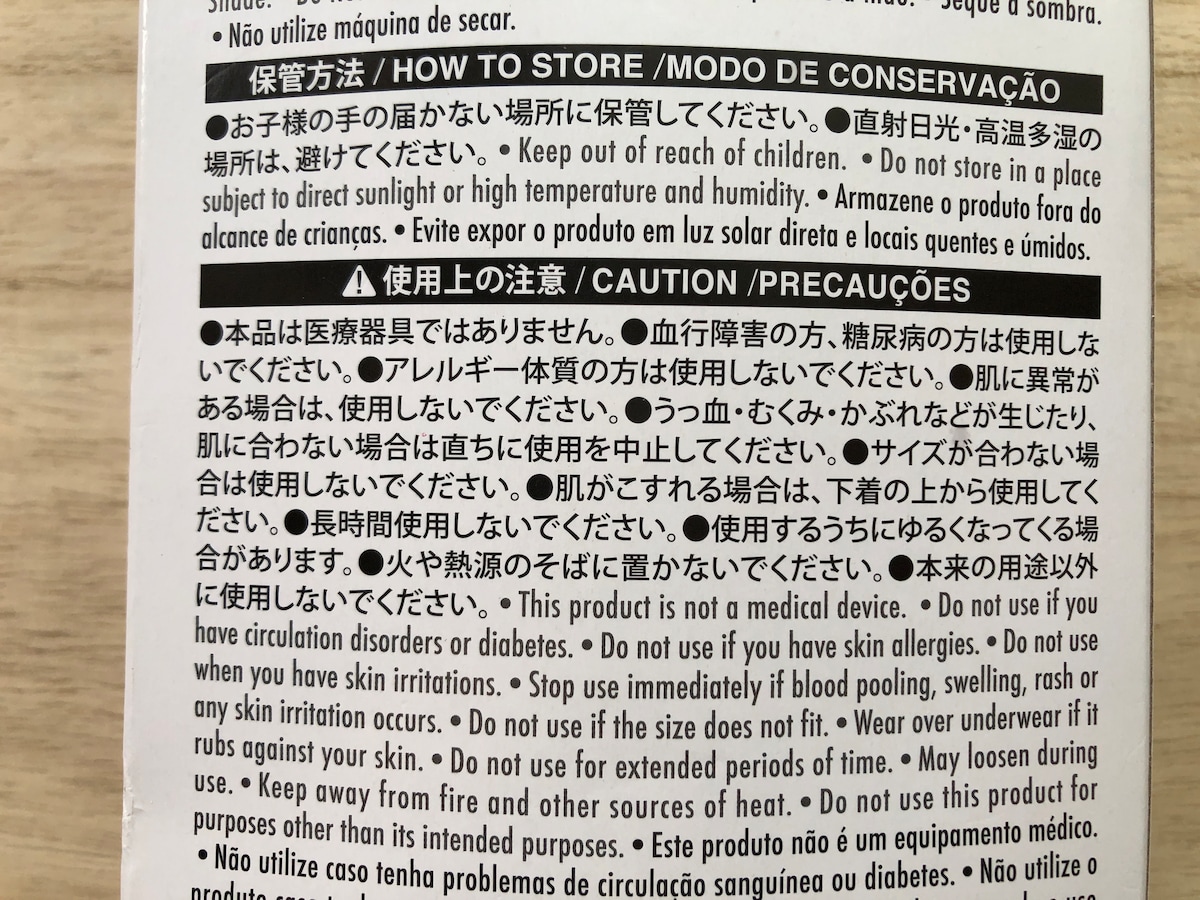 Shade.
Seque à sombra.
• Não utilize máquina de secar.
保管方法 / HOW TO STORE /MODO DE CONSERVAÇÃO
●お子様の手の届かない場所に保管してください。●直射日光・高温多湿の
場所は、避けてください。 • Keep out of reach of children. • Do not store in a place
subject to direct sunlight or high temperature and humidity. • Armazene o produto fora do
alcance de crianças. • Evite expor o produto em luz solar direta e locais quentes e úmidos.
⚠ 使用上の注意 / CAUTION /PRECAUÇÕES
●本品は医療器具ではありません。●血行障害の方、糖尿病の方は使用しな
いでください。●アレルギー体質の方は使用しないでください。●肌に異常が
ある場合は、使用しないでください。●うっ血・むくみ・かぶれなどが生じたり、
肌に合わない場合は直ちに使用を中止してください。●サイズが合わない場
合は使用しないでください。●肌がこすれる場合は、下着の上から使用してく
ださい。●長時間使用しないでください。●使用するうちにゆるくなってくる場
合があります。●火や熱源のそばに置かないでください。●本来の用途以外
に使用しないでください。 • This product is not a medical device. • Do not use if you
have circulation disorders or diabetes. • Do not use if you have skin allergies. • Do not use
when you have skin irritations. • Stop use immediately if blood pooling, swelling, rash or
any skin irritation occurs. • Do not use if the size does not fit. • Wear over underwear if it
rubs against your skin. • Do not use for extended periods of time. • May loosen during
use. • Keep away from fire and other sources of heat. • Do not use this product for
purposes other than its intended purposes. • Este produto não é um equipamento médico.
• Não utilize caso tenha problemas de circulação sanguínea ou diabetes. • Não utilize o
produto caso